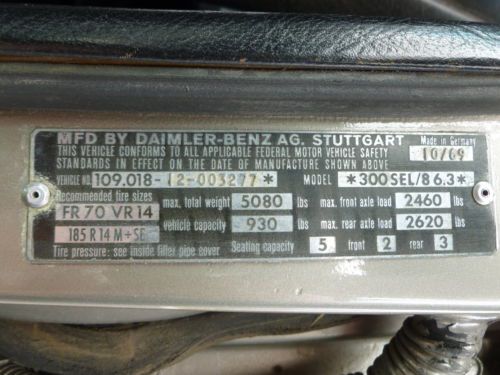 MFD BY DAIMLER-BENZ AG. STUTTGART Made in Germany
THIS VEHICLE CONFORMS TO ALL APPLICABLE FEDERAL MOTOR VEHICLE SAFETY 10/69
STANDARDS IN EFFECT ON THE DATE OF MANUFACTURE SHOWN ABOVE
VEHICLE NO. 109.018-12-003277* MODEL *300SEL/8 6.3*
Recommended tire sizes max. total weight 5080 lbs max. front axle load 2460 lbs
FR 70 VR 14 vehicle capacity 930 lbs max. rear axle load 2620 lbs
185 R 14 M+SE
Tire pressure: see inside filler pipe cover Seating capacity 5 front 2 rear 3